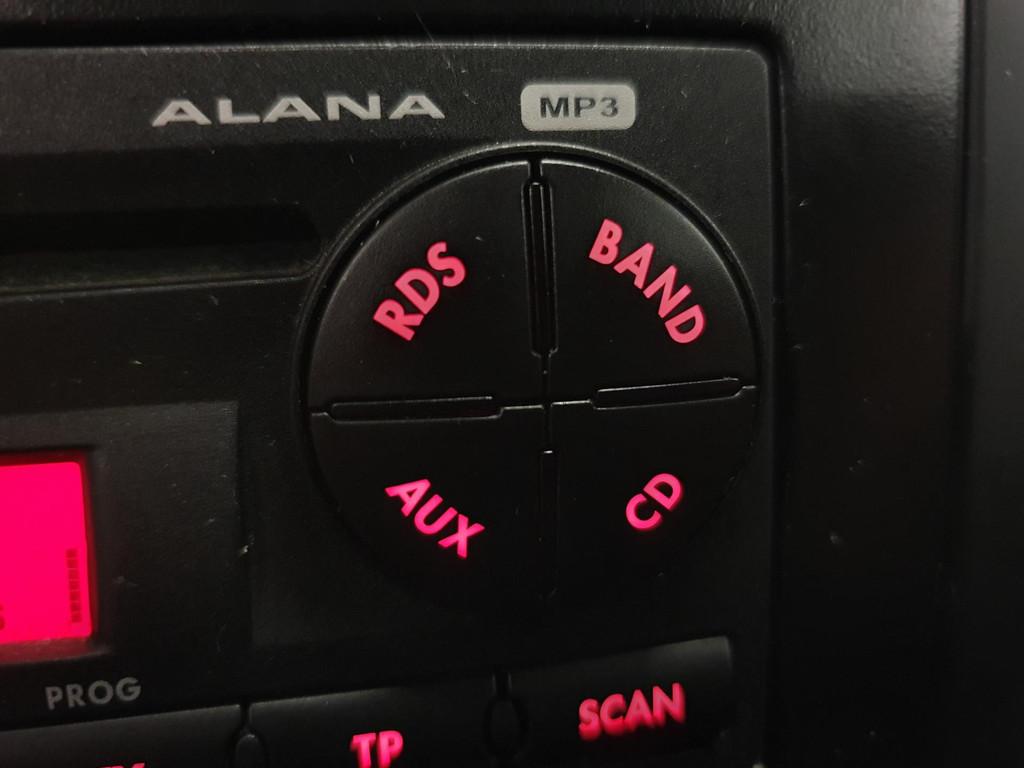 ALANA MP3
RDS BAND
AUX CD
PROG
TP SCAN